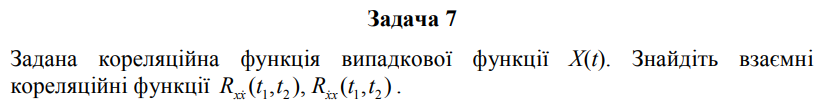 Задача 7
Задана кореляційна функція випадкової функції X(t). Знайдіть взаємні
кореляційні функції R_{xẋ}(t₁,t₂), R_{ẋx}(t₁,t₂) .